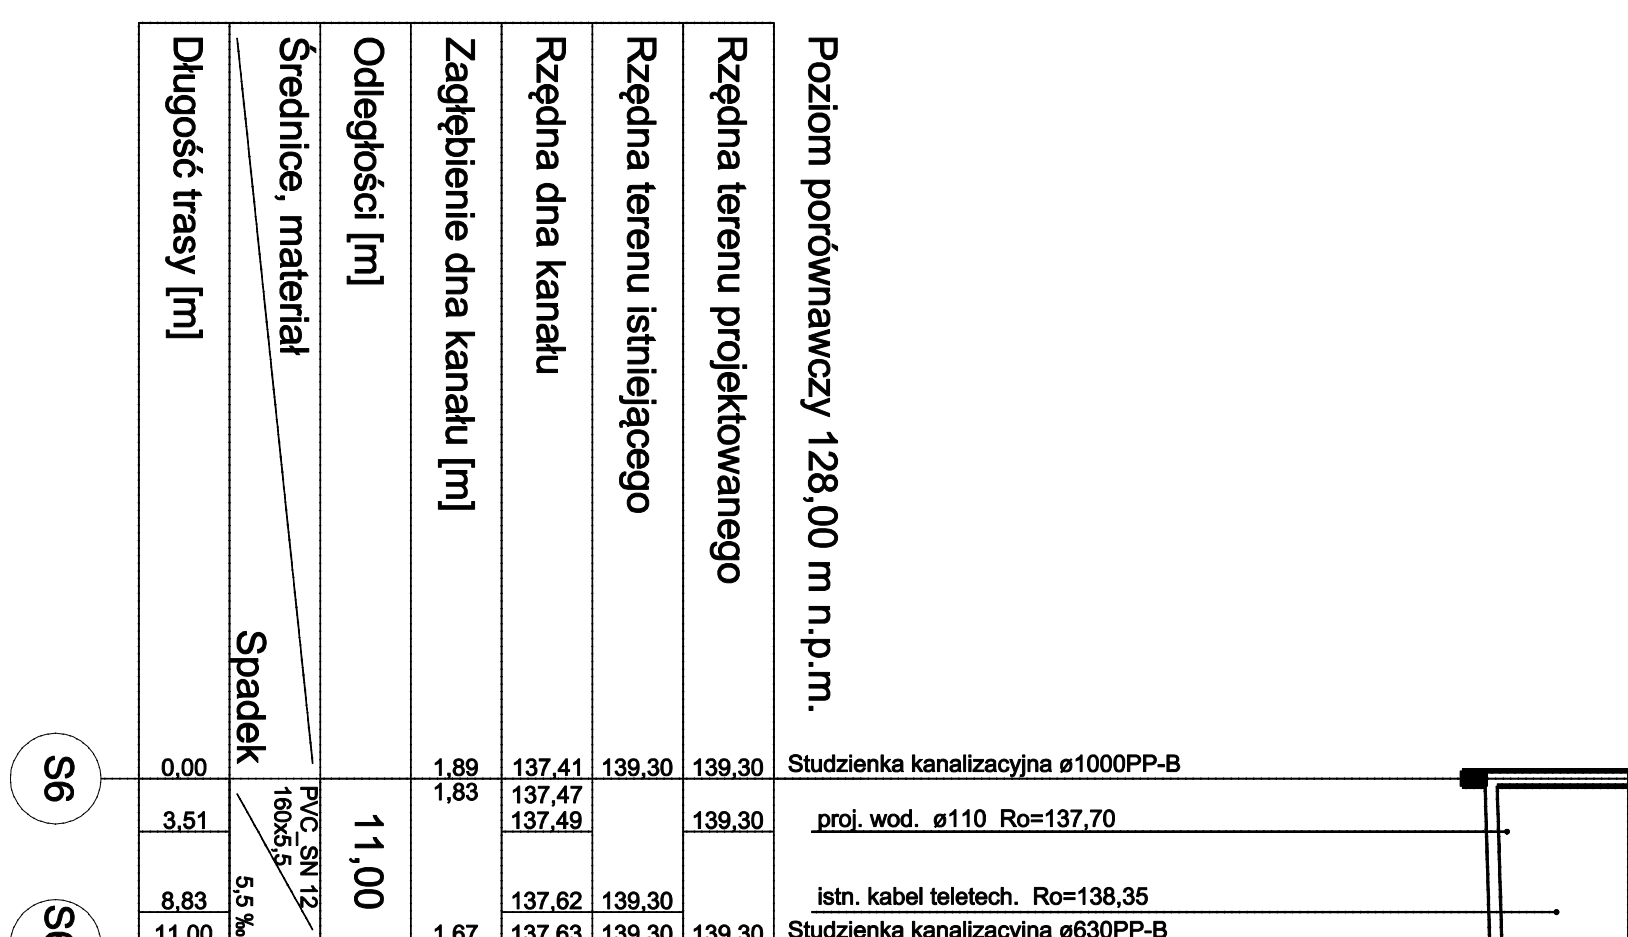 Poziom porównawczy 128,00 m n.p.m.
Rzędna terenu projektowanego
Rzędna terenu istniejącego
Rzędna dna kanału
Zagłębienie dna kanału [m]
Odległości [m]
Średnice, materiał
Spadek
Długość trasy [m]
S6
0,00 1,89 137,41 139,30 139,30 Studzienka kanalizacyjna ø1000PP-B
1,83 137,47
3,51 137,49 139,30 proj. wod. ø110 Ro=137,70
PVC_SN 12
160x5,5
5,5 ‰
11,00
8,83 137,62 139,30 istn. kabel teletech. Ro=138,35
11,00 1,67 137,63 139,30 139,30 Studzienka kanalizacyjna ø630PP-B